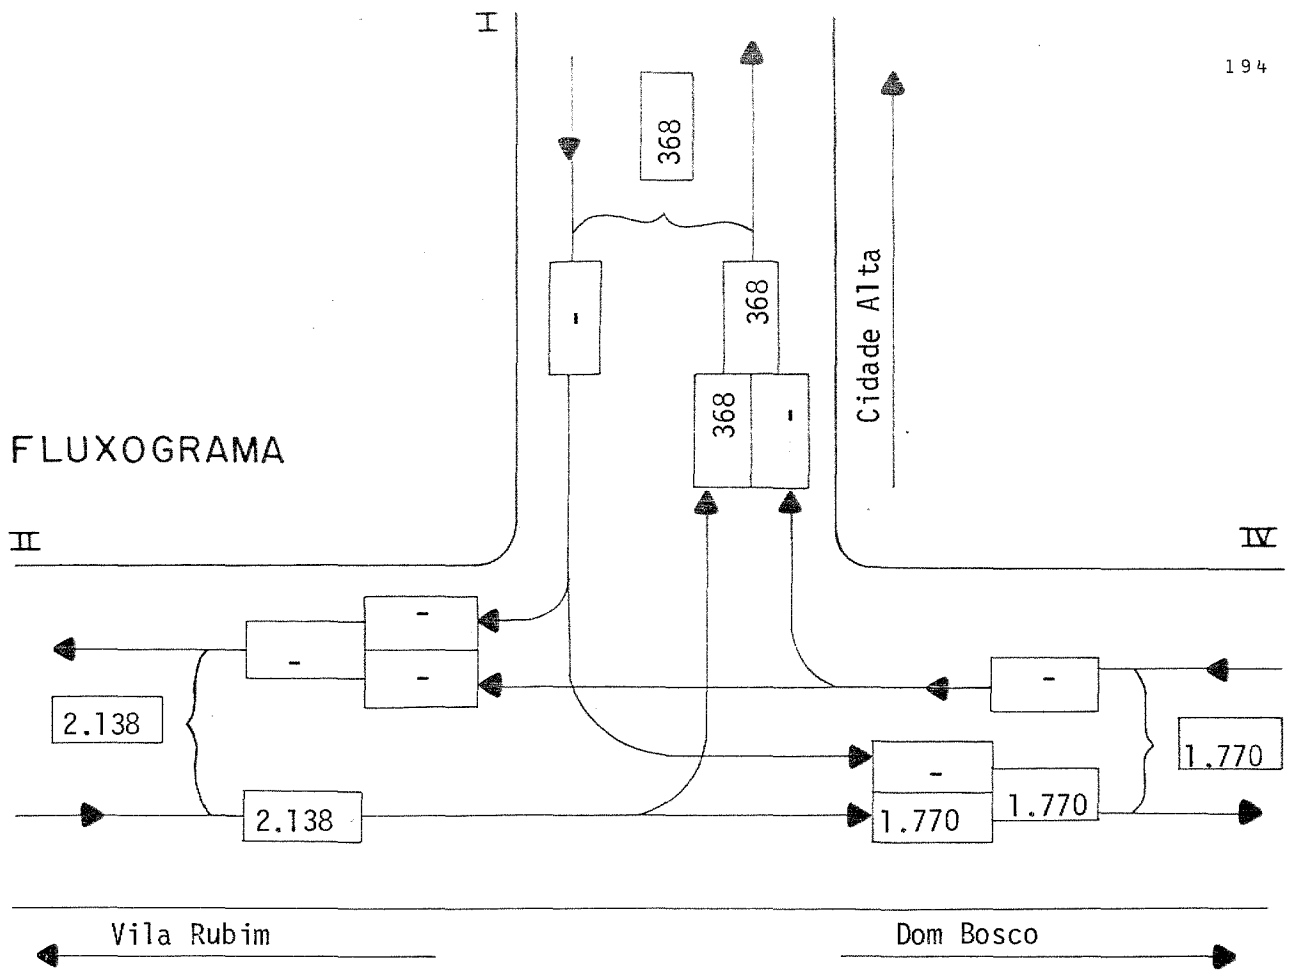 I
194
368
-
368
Cidade Alta
368
-
FLUXOGRAMA
II
IV
-
-
-
-
2.138
1.770
-
2.138
1.770
1.770
Vila Rubim
Dom Bosco